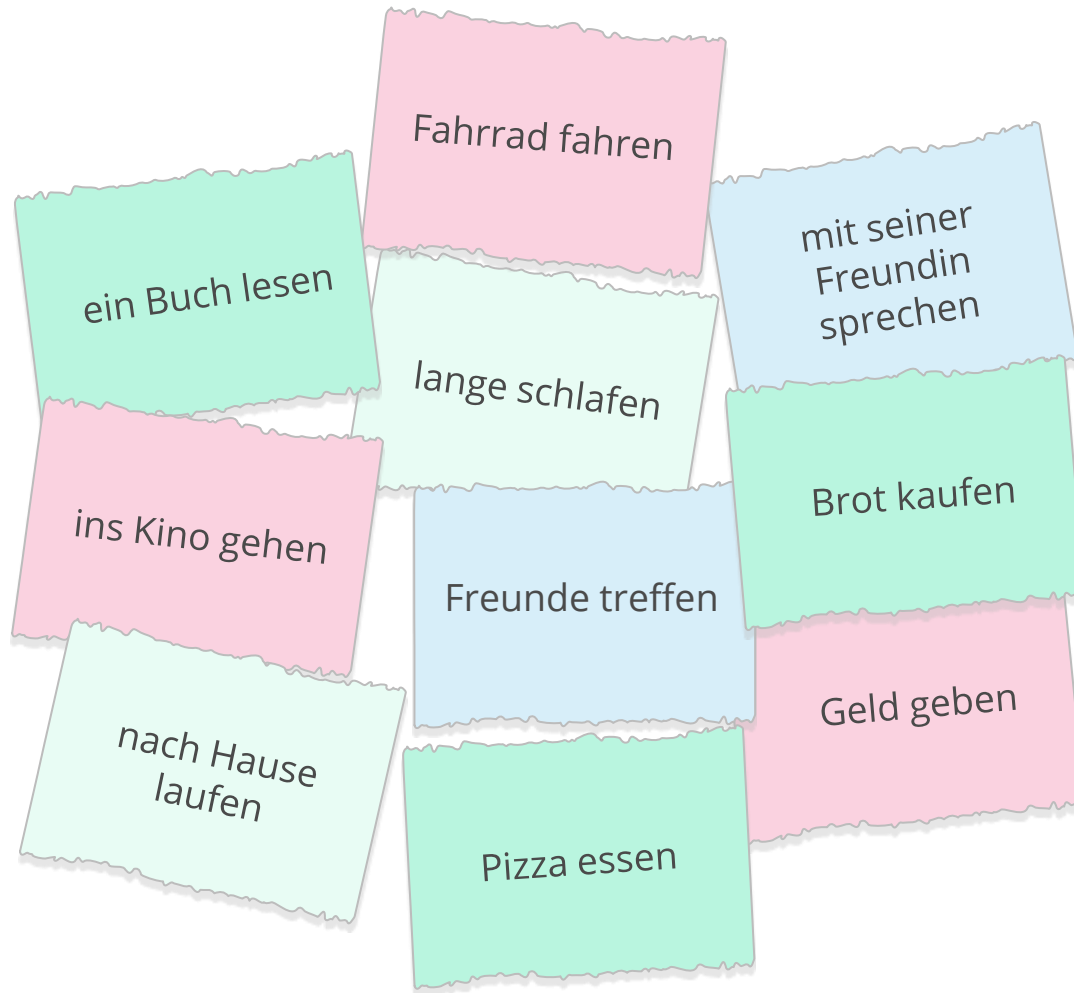 Fahrrad fahren
mit seiner
Freundin
sprechen
ein Buch lesen
lange schlafen
Brot kaufen
ins Kino gehen
Freunde treffen
Geld geben
nach Hause
laufen
Pizza essen